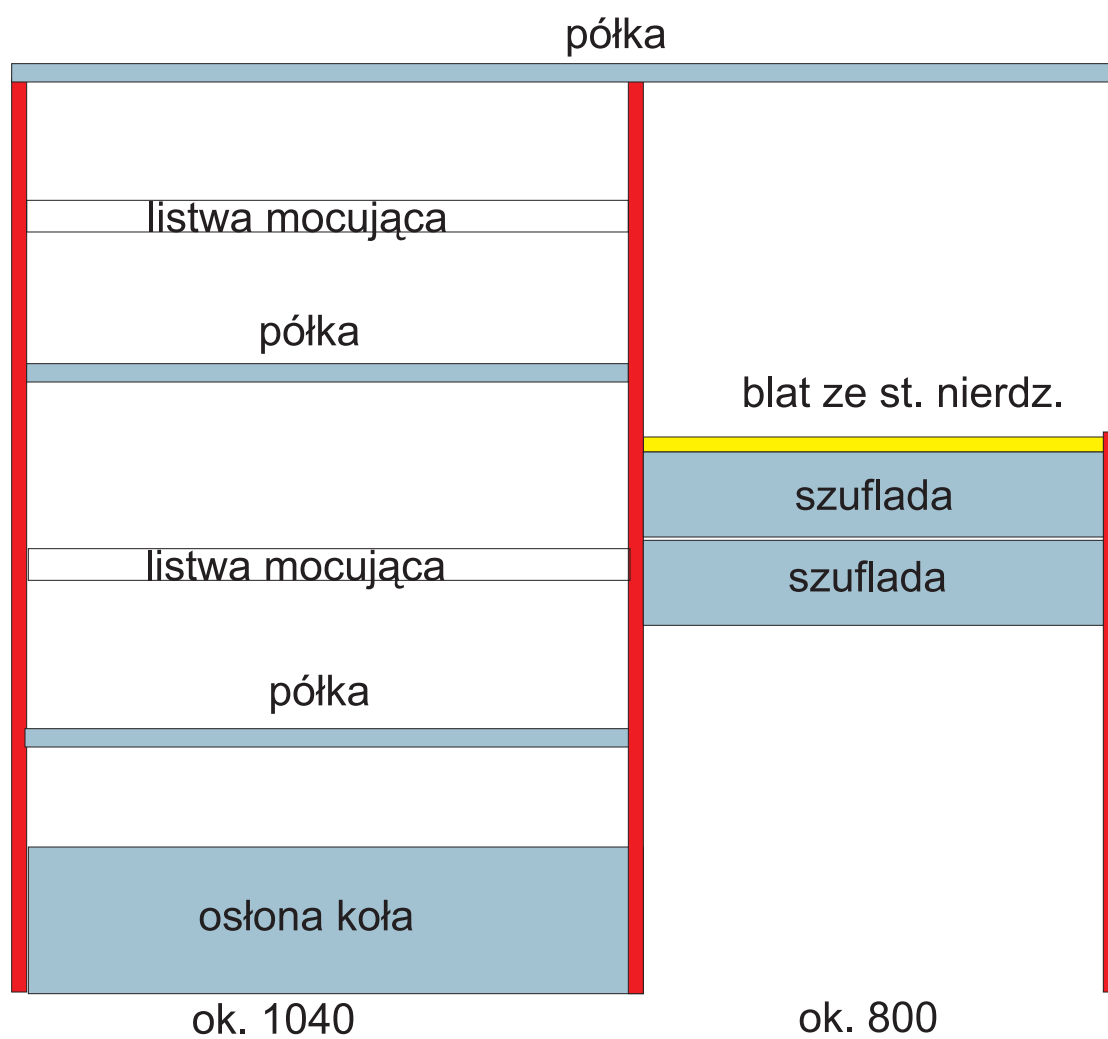 półka
listwa mocująca
półka
blat ze st. nierdz.
szuflada
listwa mocująca
szuflada
półka
osłona koła
ok. 1040
ok. 800